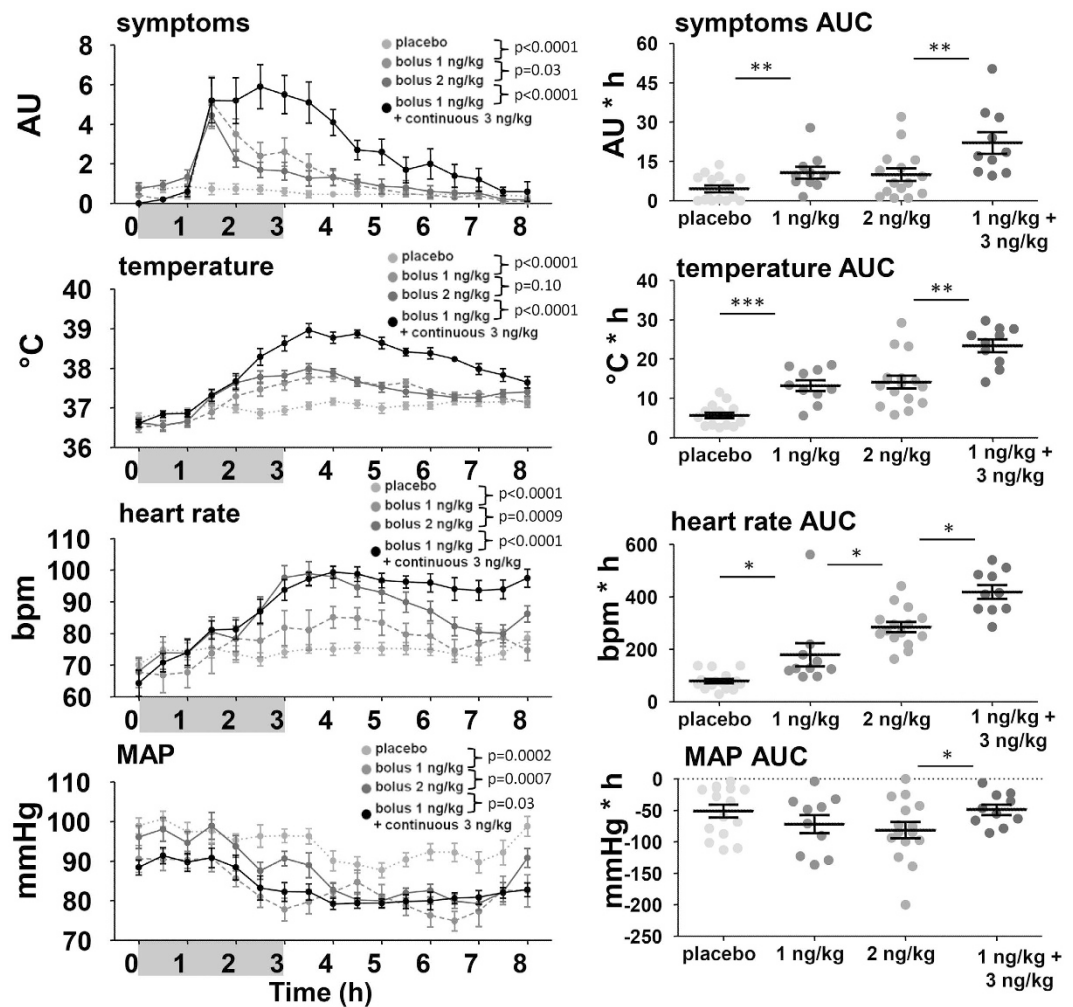 symptoms
AU
8
6
4
2
0
placebo
bolus 1 ng/kg
bolus 2 ng/kg
bolus 1 ng/kg
+ continuous 3 ng/kg
p<0.0001
p=0.03
p<0.0001
0 1 2 3 4 5 6 7 8
symptoms AUC
AU * h
60
45
30
15
0
** **
placebo 1 ng/kg 2 ng/kg 1 ng/kg +
3 ng/kg
temperature
°C
40
39
38
37
36
placebo
bolus 1 ng/kg
bolus 2 ng/kg
bolus 1 ng/kg
+ continuous 3 ng/kg
p<0.0001
p=0.10
p<0.0001
0 1 2 3 4 5 6 7 8
temperature AUC
°C * h
40
30
20
10
0
*** **
placebo 1 ng/kg 2 ng/kg 1 ng/kg +
3 ng/kg
heart rate
bpm
110
100
90
80
70
60
placebo
bolus 1 ng/kg
bolus 2 ng/kg
bolus 1 ng/kg
+ continuous 3 ng/kg
p<0.0001
p=0.0009
p<0.0001
0 1 2 3 4 5 6 7 8
heart rate AUC
bpm * h
600
400
200
0
* * *
placebo 1 ng/kg 2 ng/kg 1 ng/kg +
3 ng/kg
MAP
mmHg
110
100
90
80
70
placebo
bolus 1 ng/kg
bolus 2 ng/kg
bolus 1 ng/kg
+ continuous 3 ng/kg
p=0.0002
p=0.0007
p=0.03
0 1 2 3 4 5 6 7 8
Time (h)
MAP AUC
mmHg * h
0
-50
-100
-150
-200
-250
*
placebo 1 ng/kg 2 ng/kg 1 ng/kg +
3 ng/kg